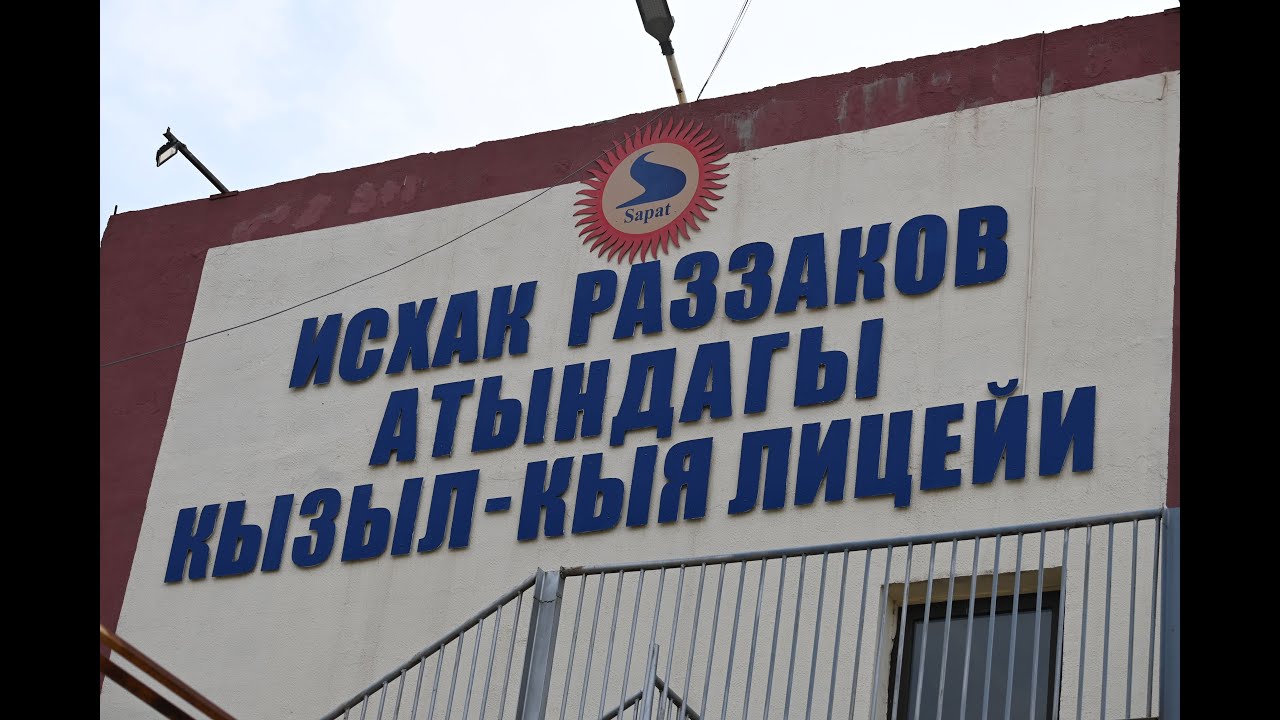 Sapat
ИСХАК РАЗЗАКОВ
АТЫНДАГЫ
КЫЗЫЛ-КЫЯ ЛИЦЕЙИ